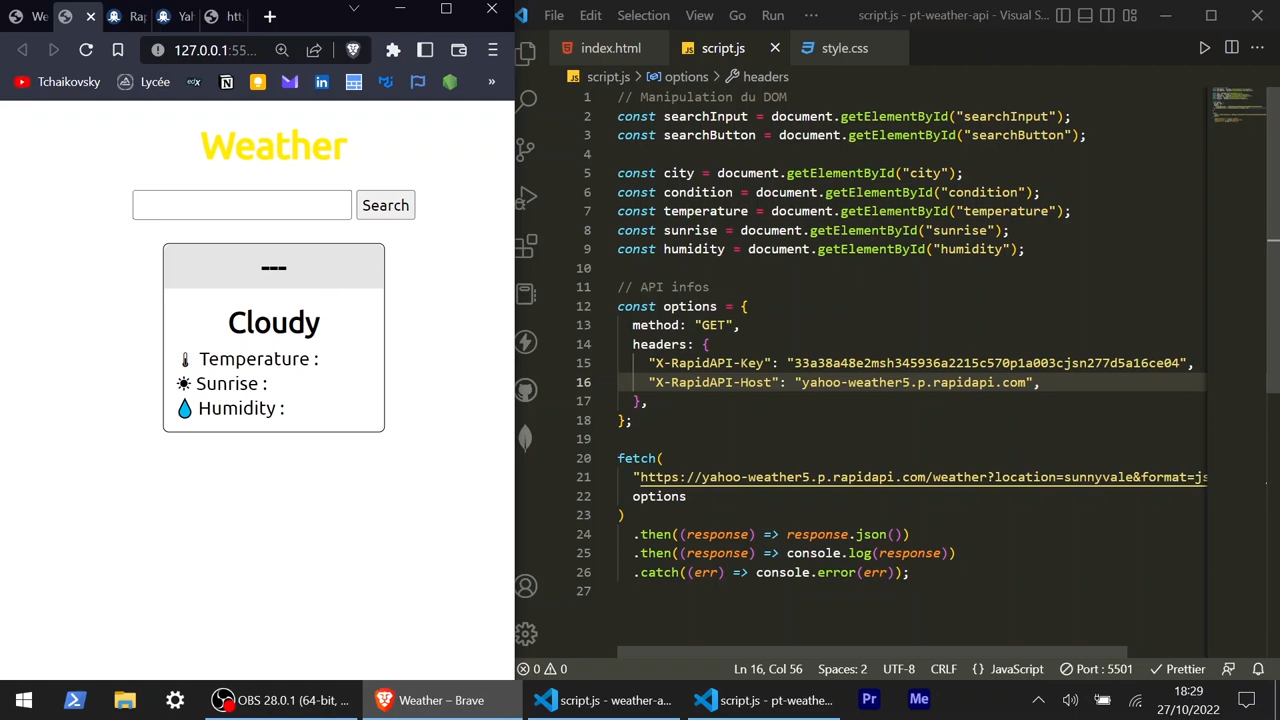 We
Rap
Yal
htt
127.0.0.1:55...
Tchaikovsky
Lycée
edx
»
Weather
Search
---
Cloudy
Temperature :
Sunrise :
Humidity :
File Edit Selection View Go Run ··· script.js - pt-weather-api - Visual S...
index.html
script.js
style.css
script.js > options > headers
1 // Manipulation du DOM
2 const searchInput = document.getElementById("searchInput");
3 const searchButton = document.getElementById("searchButton");
4
5 const city = document.getElementById("city");
6 const condition = document.getElementById("condition");
7 const temperature = document.getElementById("temperature");
8 const sunrise = document.getElementById("sunrise");
9 const humidity = document.getElementById("humidity");
10
11 // API infos
12 const options = {
13 method: "GET",
14 headers: {
15 "X-RapidAPI-Key": "33a38a48e2msh345936a2215c570p1a003cjsn277d5a16ce04",
16 "X-RapidAPI-Host": "yahoo-weather5.p.rapidapi.com",
17 },
18 };
19
20 fetch(
21 "https://yahoo-weather5.p.rapidapi.com/weather?location=sunnyvale&format=js
22 options
23 )
24 .then((response) => response.json())
25 .then((response) => console.log(response))
26 .catch((err) => console.error(err));
27
0 0
Ln 16, Col 56 Spaces: 2 UTF-8 CRLF {} JavaScript Port : 5501 Prettier
OBS 28.0.1 (64-bit, ...
Weather – Brave
script.js - weather-a...
script.js - pt-weathe...
Pr
Me
18:29
27/10/2022